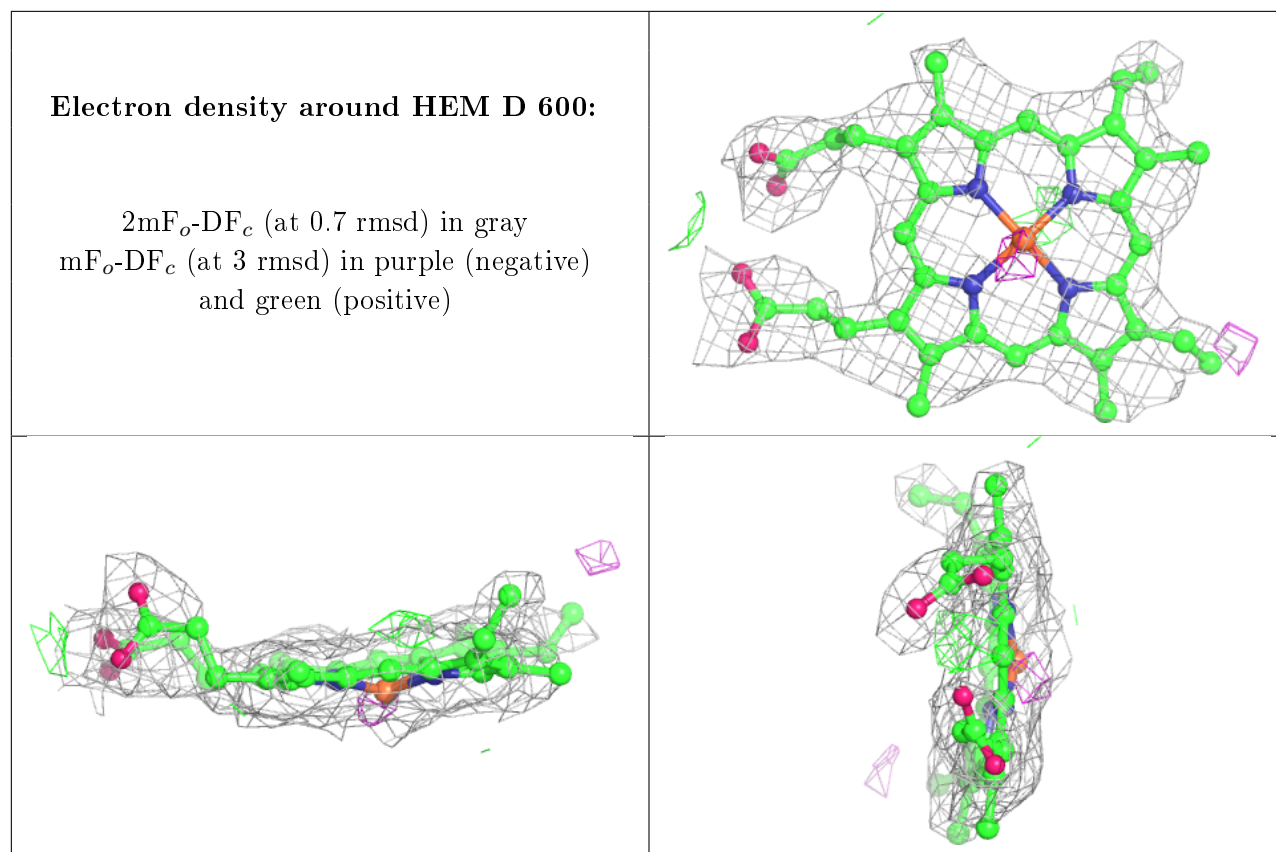 Electron density around HEM D 600:
2mFₒ-DF𝑐 (at 0.7 rmsd) in gray
mFₒ-DF𝑐 (at 3 rmsd) in purple (negative)
and green (positive)